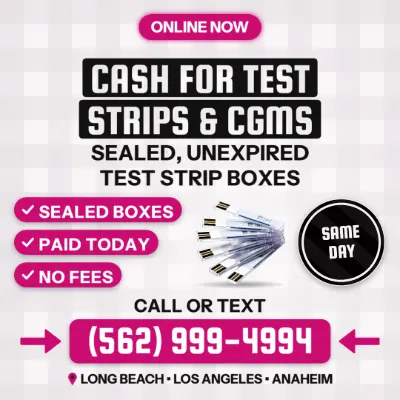 ONLINE NOW
CASH FOR TEST
STRIPS & CGMS
SEALED, UNEXPIRED
TEST STRIP BOXES
SEALED BOXES
PAID TODAY
NO FEES
SAME
DAY
CALL OR TEXT
(562) 999-4994
LONG BEACH • LOS ANGELES • ANAHEIM